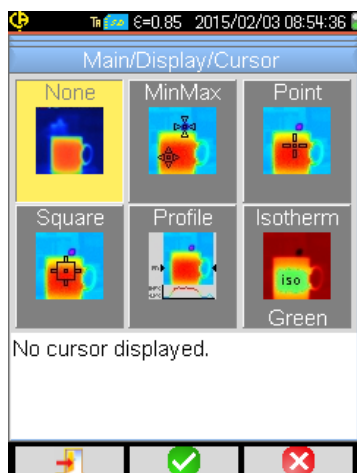 ε=0.85 2015/02/03 08:54:36
Main/Display/Cursor
None MinMax Point
Square Profile Isotherm
iso
Green
No cursor displayed.